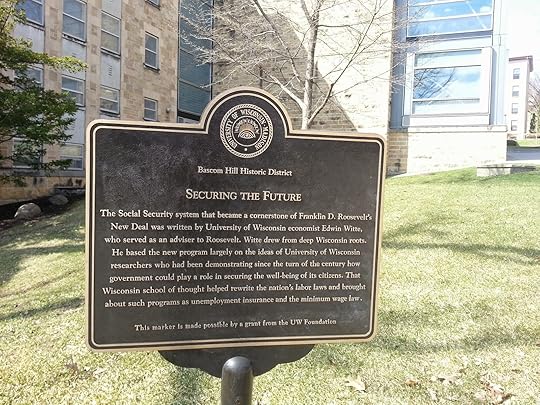 UNIVERSITY OF WISCONSIN-MADISON
Bascom Hill Historic District
SECURING THE FUTURE
The Social Security system that became a cornerstone of Franklin D. Roosevelt's
New Deal was written by University of Wisconsin economist Edwin Witte,
who served as an adviser to Roosevelt. Witte drew from deep Wisconsin roots.
He based the new program largely on the ideas of University of Wisconsin
researchers who had been demonstrating since the turn of the century how
government could play a role in securing the well-being of its citizens. That
Wisconsin school of thought helped rewrite the nation's labor laws and brought
about such programs as unemployment insurance and the minimum wage law.
This marker is made possible by a grant from the UW Foundation